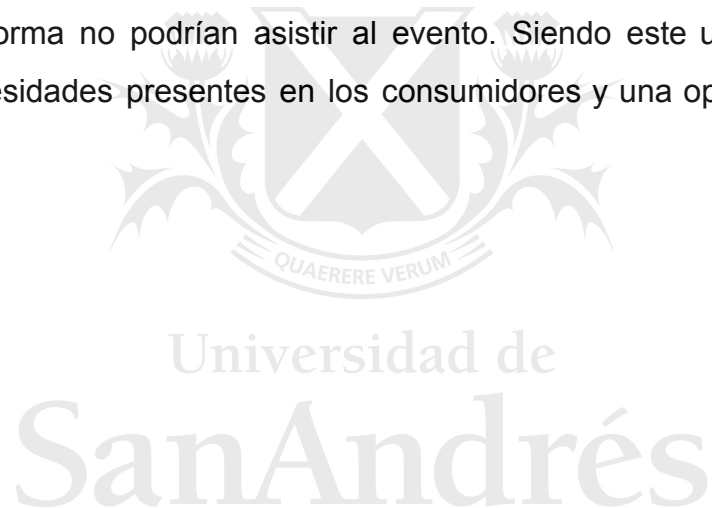 orma no podrían asistir al evento. Siendo este u
esidades presentes en los consumidores y una op
QUAERERE VERUM
Universidad de
SanAndrés